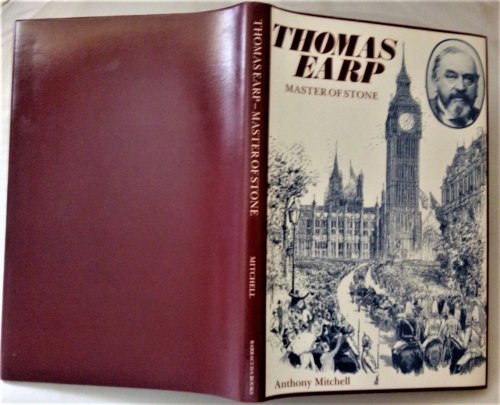 THOMAS EARP – MASTER OF STONE
MITCHELL
BARRACUDA BOOKS
THOMAS
EARP
MASTER OF STONE
Anthony Mitchell